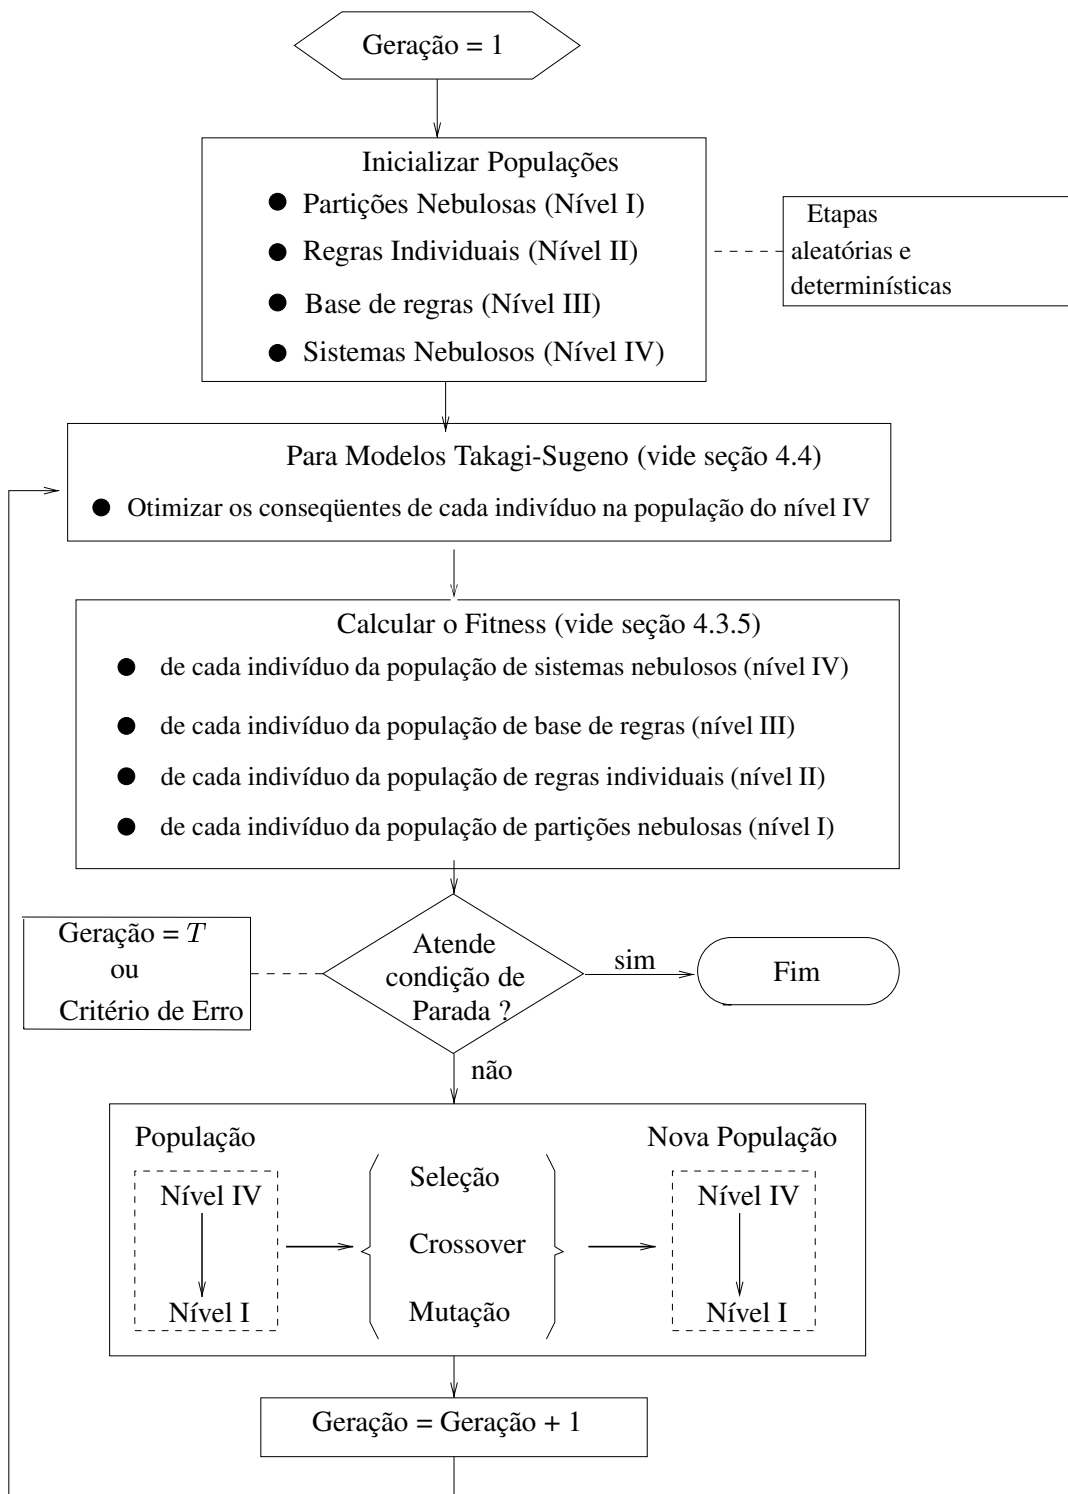 Geração = 1
Inicializar Populações
● Partições Nebulosas (Nível I)
● Regras Individuais (Nível II)
● Base de regras (Nível III)
● Sistemas Nebulosos (Nível IV)
Etapas
aleatórias e
determinísticas
Para Modelos Takagi-Sugeno (vide seção 4.4)
● Otimizar os conseqüentes de cada indivíduo na população do nível IV
Calcular o Fitness (vide seção 4.3.5)
● de cada indivíduo da população de sistemas nebulosos (nível IV)
● de cada indivíduo da população de base de regras (nível III)
● de cada indivíduo da população de regras individuais (nível II)
● de cada indivíduo da população de partições nebulosas (nível I)
Geração = T
ou
Critério de Erro
Atende
condição de
Parada ?
sim
Fim
não
População
Nível IV
Nível I
Seleção
Crossover
Mutação
Nova População
Nível IV
Nível I
Geração = Geração + 1